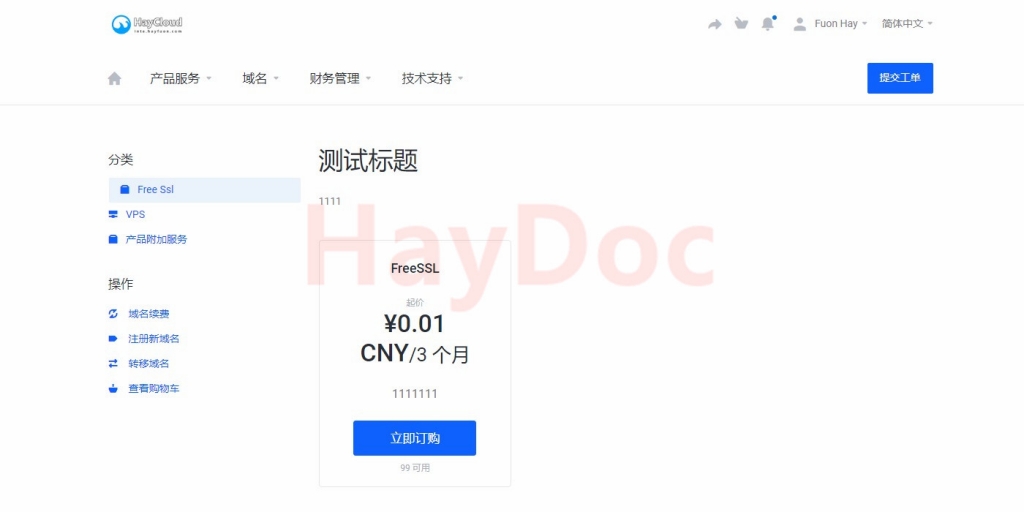 HayCloud
into.hayfuon.com
Fuon Hay
简体中文
产品服务
域名
财务管理
技术支持
提交工单
分类
Free Ssl
VPS
产品附加服务
操作
域名续费
注册新域名
转移域名
查看购物车
测试标题
1111
HayDoc
FreeSSL
起价
¥0.01
CNY/3 个月
1111111
立即订购
99 可用